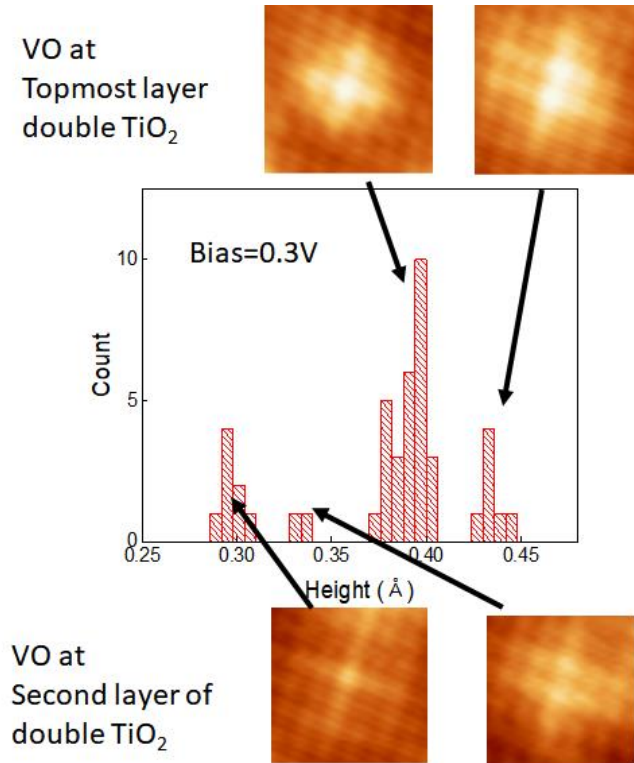 VO at
Topmost layer
double TiO₂
Bias=0.3V
10
5
0
Count
0.25
0.30
0.35
0.40
0.45
Height ( Å )
VO at
Second layer of
double TiO₂